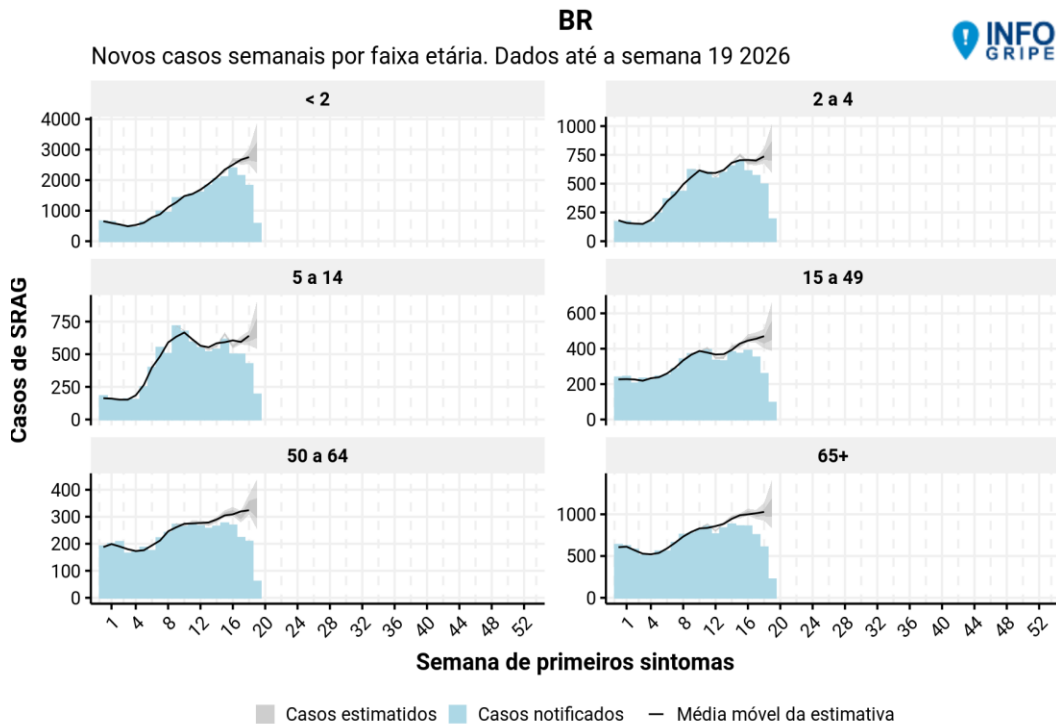 BR
INFO
GRIPE
Novos casos semanais por faixa etária. Dados até a semana 19 2026
Casos de SRAG
< 2
4000
3000
2000
1000
0
2 a 4
1000
750
500
250
0
5 a 14
750
500
250
0
15 a 49
600
400
200
0
50 a 64
400
300
200
100
0
65+
1000
500
0
1 4 8 12 16 20 24 28 32 36 40 44 48 52
1 4 8 12 16 20 24 28 32 36 40 44 48 52
Semana de primeiros sintomas
Casos estimatidos Casos notificados Média móvel da estimativa